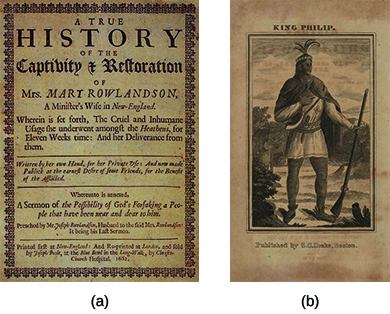 A TRUE
HISTORY
OF THE
Captivity & Restoration
OF
Mrs. MARY ROWLANDSON,
A Minister's Wife in New-England.
Wherein is set forth, The Cruel and Inhumane
Usage she underwent amongst the Heathens, for
Eleven Weeks time: And her Deliverance from
them.
Written by her own Hand, for her Private Use: And now made
Publick at the earnest Desire of some Friends, for the Benefit
of the Afflicted.
Whereunto is annexed,
A Sermon of the Possibility of God's Forsaking a Peo-
ple that have been near and dear to him.
Preached by Mr. Joseph Rowlandson, Husband to the said Mrs. Rowlandson:
It being his Last Sermon.
Printed first at New-England: And Re-printed at London, and sold
by Joseph Poole, at the Blue Bowl in the Long-Walk, by Christs-
Church Hospital. 1682.
(a)
KING PHILIP.
Published by S.G. Drake, Boston.
(b)